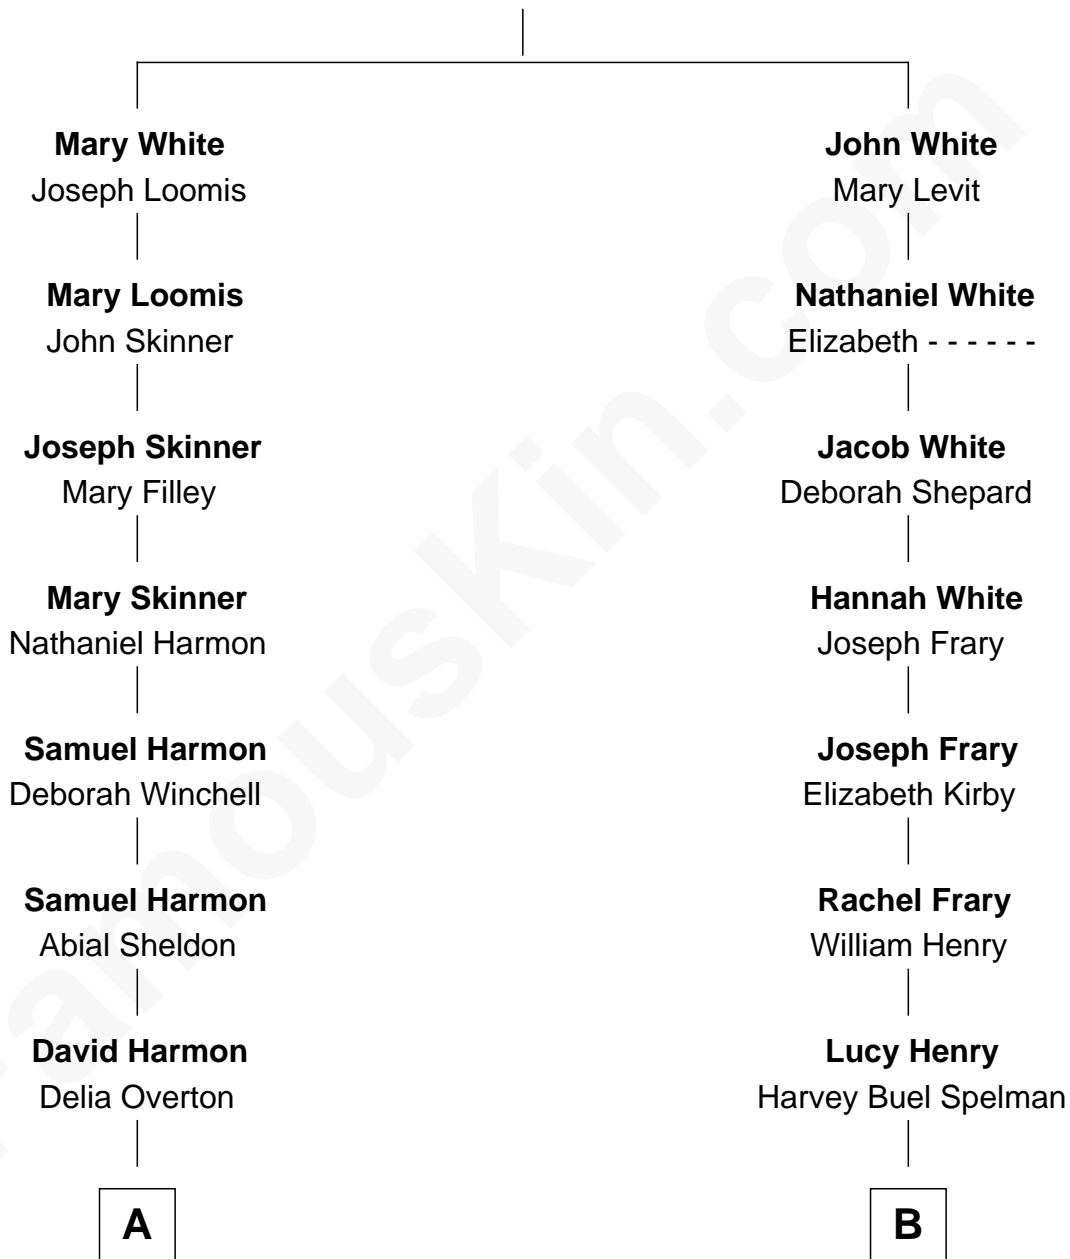 Mary White
Joseph Loomis
John White
Mary Levit
Mary Loomis
John Skinner
Nathaniel White
Elizabeth - - - - - -
Joseph Skinner
Mary Filley
Jacob White
Deborah Shepard
Mary Skinner
Nathaniel Harmon
Hannah White
Joseph Frary
Samuel Harmon
Deborah Winchell
Joseph Frary
Elizabeth Kirby
Samuel Harmon
Abial Sheldon
Rachel Frary
William Henry
David Harmon
Delia Overton
Lucy Henry
Harvey Buel Spelman
A
B
FamousKin.com